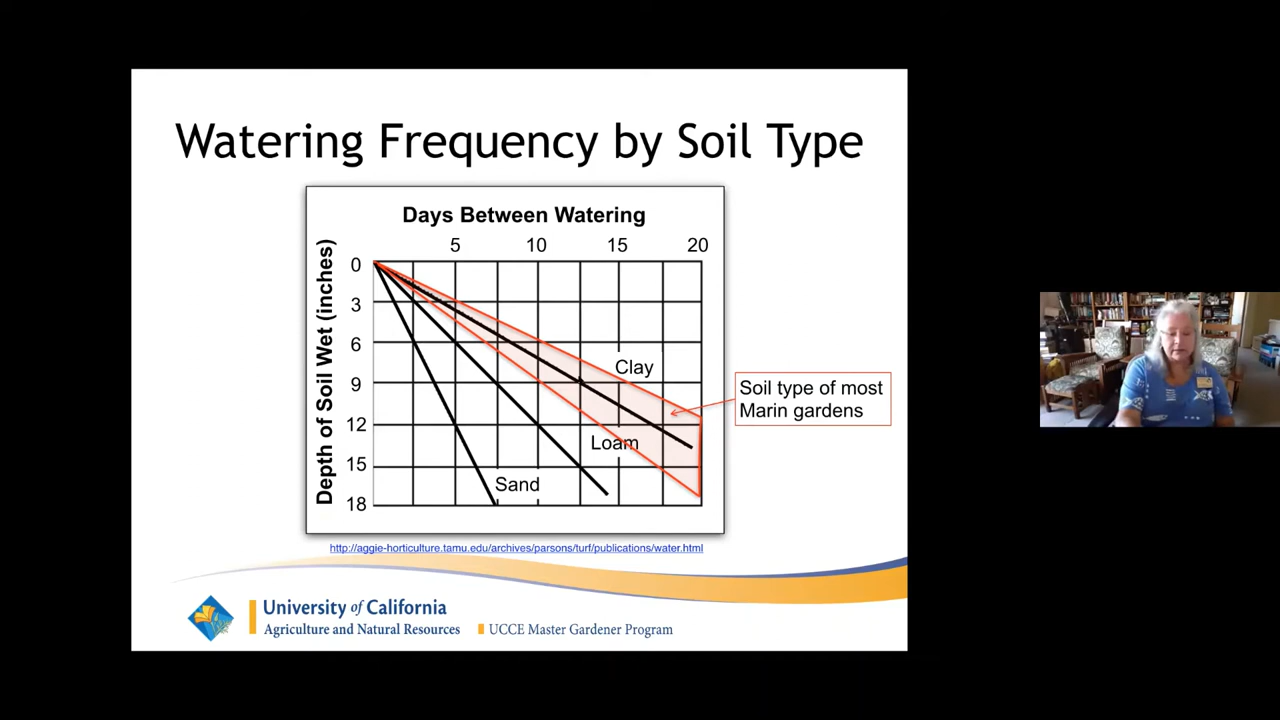 Watering Frequency by Soil Type
Days Between Watering
5 10 15 20
Depth of Soil Wet (inches)
0
3
6
9
12
15
18
Clay
Loam
Sand
Soil type of most
Marin gardens
http://aggie-horticulture.tamu.edu/archives/parsons/turf/publications/water.html
University of California
Agriculture and Natural Resources
UCCE Master Gardener Program